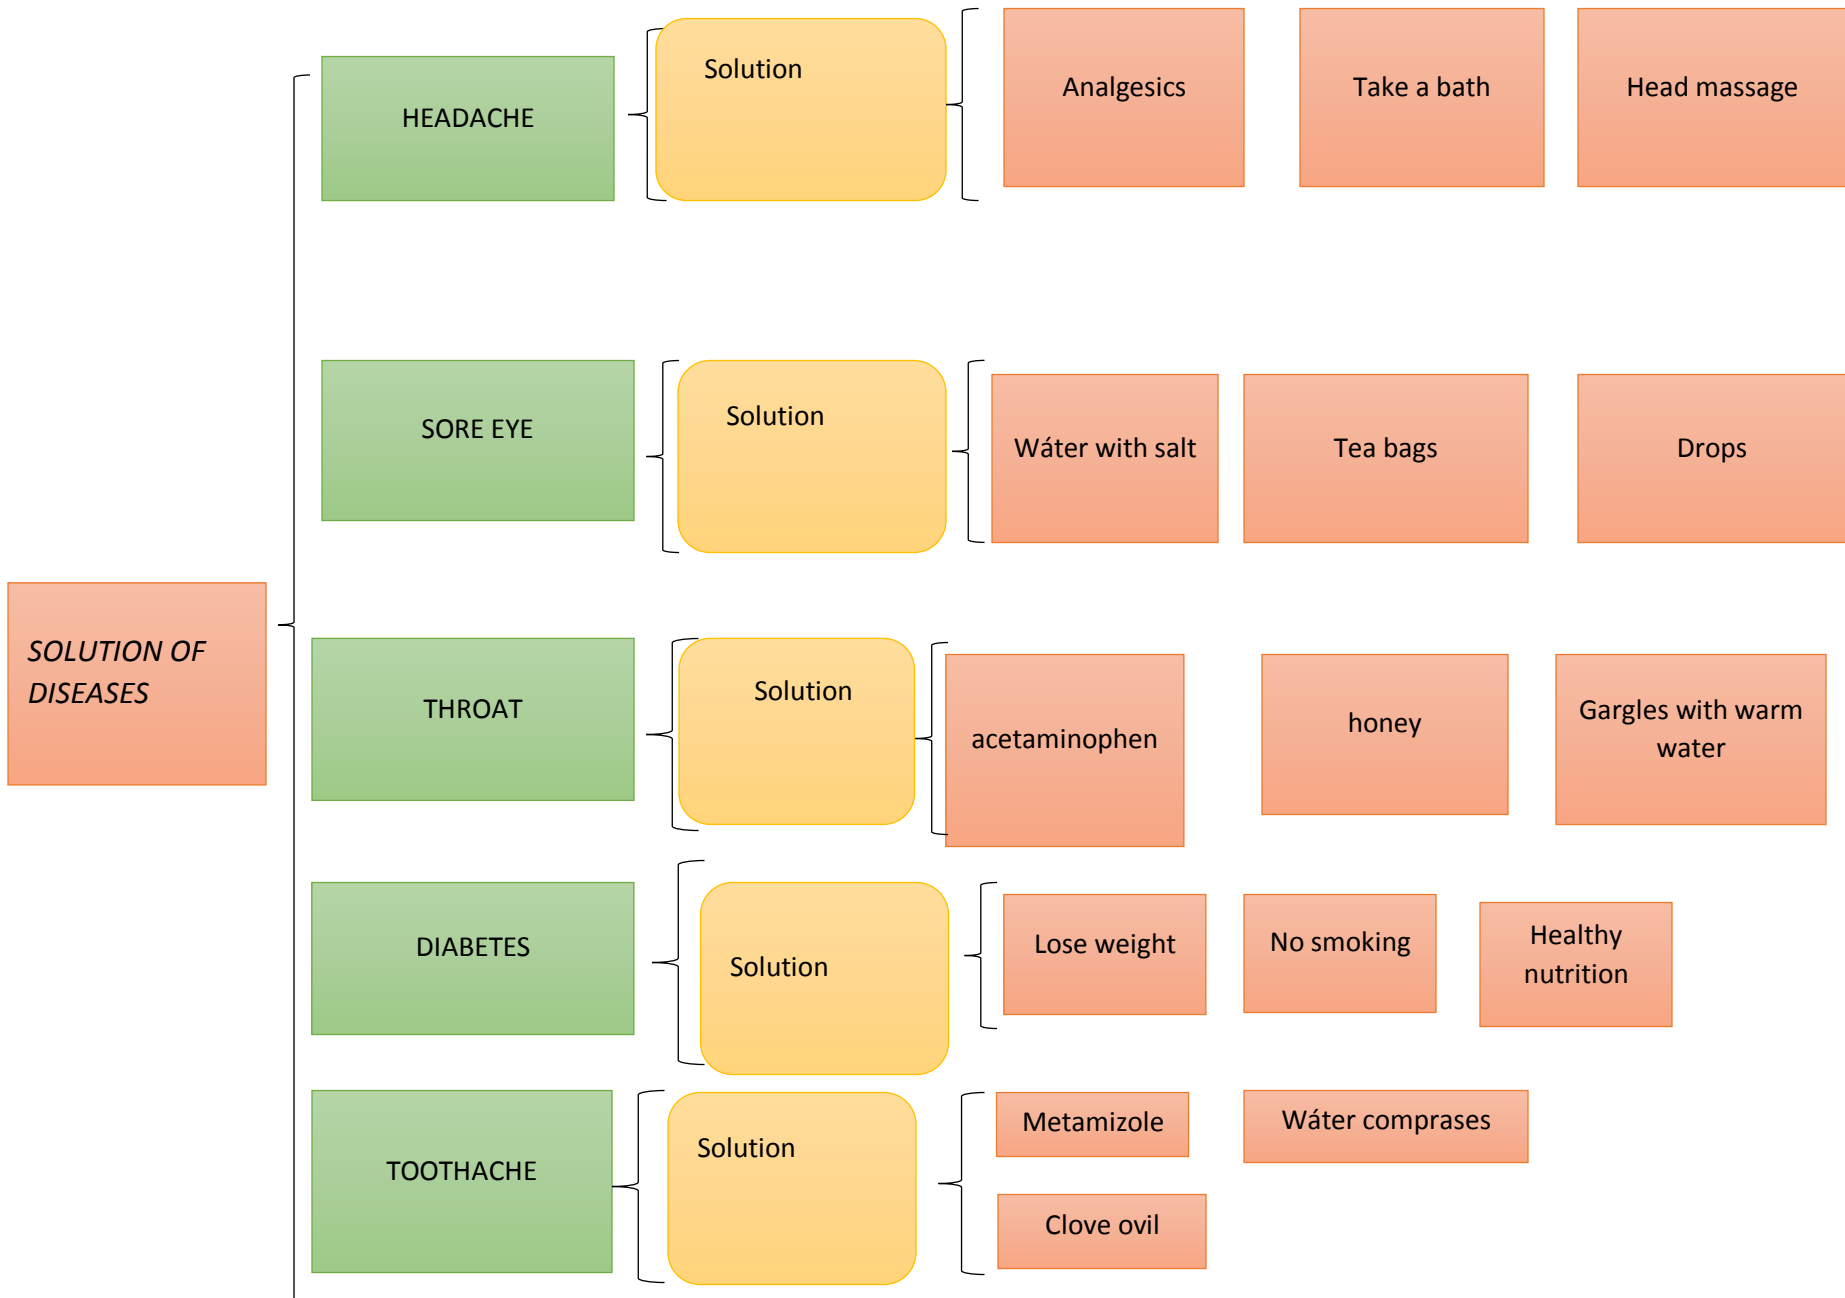 SOLUTION OF
DISEASES
HEADACHE
Solution
Analgesics
Take a bath
Head massage
SORE EYE
Solution
Wáter with salt
Tea bags
Drops
THROAT
Solution
acetaminophen
honey
Gargles with warm
water
DIABETES
Solution
Lose weight
No smoking
Healthy
nutrition
TOOTHACHE
Solution
Metamizole
Wáter comprases
Clove ovil